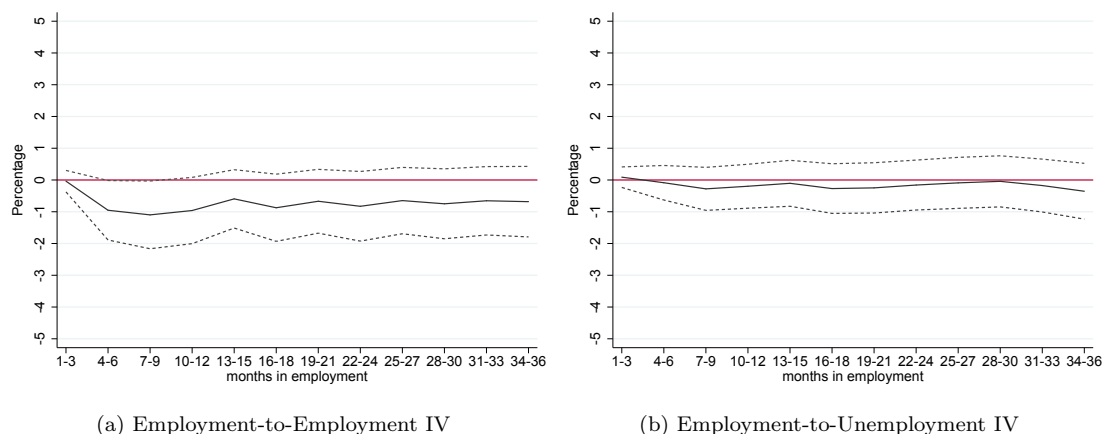 5
4
3
2
1
0
-1
-2
-3
-4
-5
Percentage
1-3 4-6 7-9 10-12 13-15 16-18 19-21 22-24 25-27 28-30 31-33 34-36
months in employment
(a) Employment-to-Employment IV
5
4
3
2
1
0
-1
-2
-3
-4
-5
Percentage
1-3 4-6 7-9 10-12 13-15 16-18 19-21 22-24 25-27 28-30 31-33 34-36
months in employment
(b) Employment-to-Unemployment IV